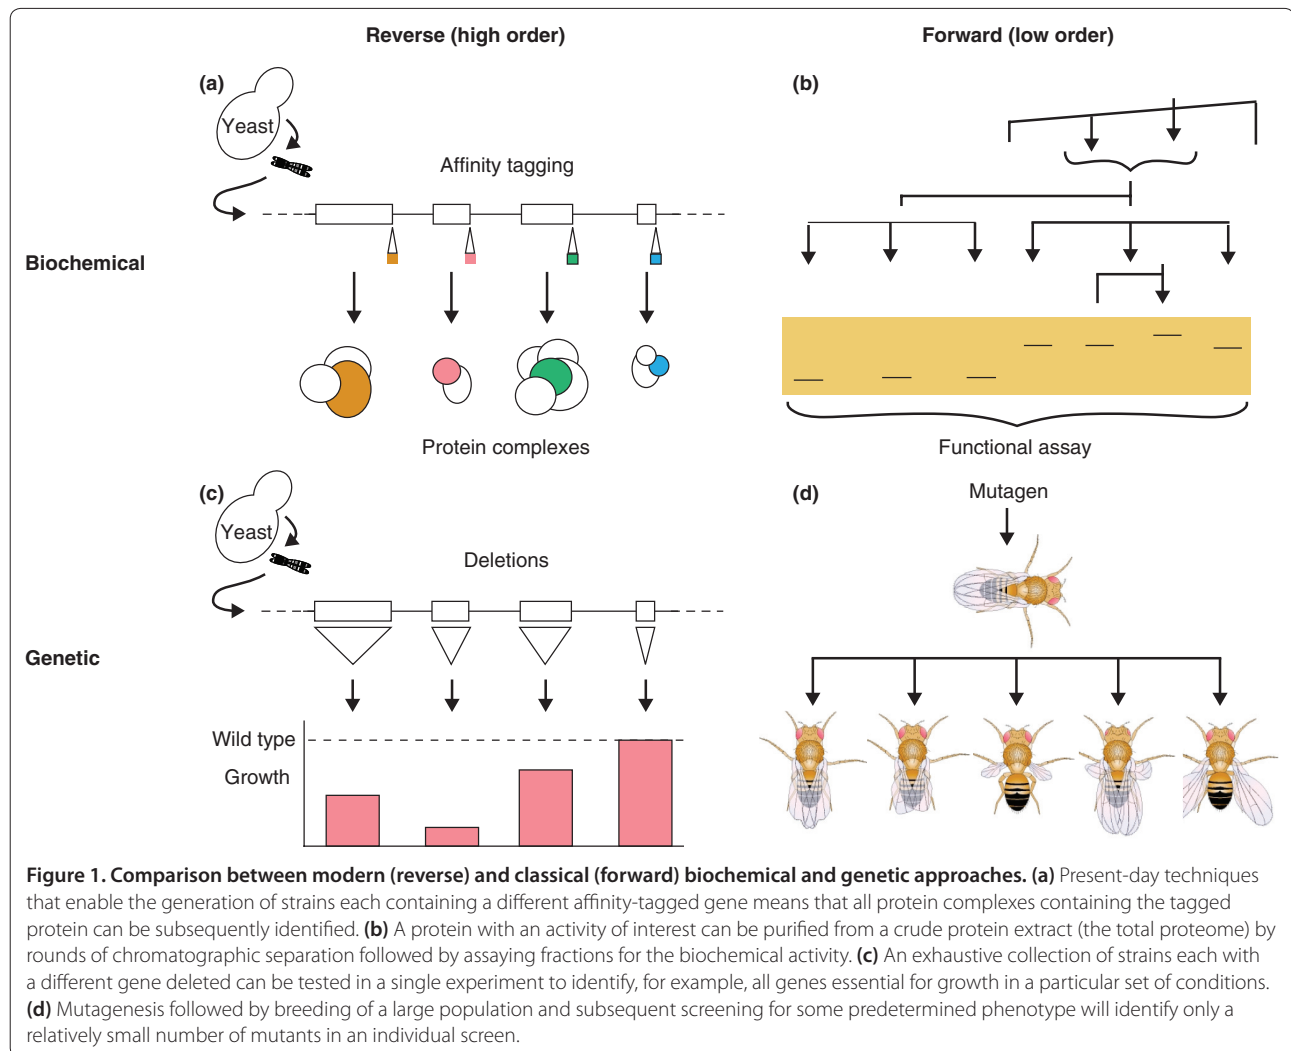 Reverse (high order)
Forward (low order)
(a)
Yeast
Affinity tagging
Biochemical
Protein complexes
(b)
Functional assay
(c)
Yeast
Deletions
Genetic
Wild type
Growth
(d)
Mutagen
Figure 1. Comparison between modern (reverse) and classical (forward) biochemical and genetic approaches. (a) Present-day techniques
that enable the generation of strains each containing a different affinity-tagged gene means that all protein complexes containing the tagged
protein can be subsequently identified. (b) A protein with an activity of interest can be purified from a crude protein extract (the total proteome) by
rounds of chromatographic separation followed by assaying fractions for the biochemical activity. (c) An exhaustive collection of strains each with
a different gene deleted can be tested in a single experiment to identify, for example, all genes essential for growth in a particular set of conditions.
(d) Mutagenesis followed by breeding of a large population and subsequent screening for some predetermined phenotype will identify only a
relatively small number of mutants in an individual screen.